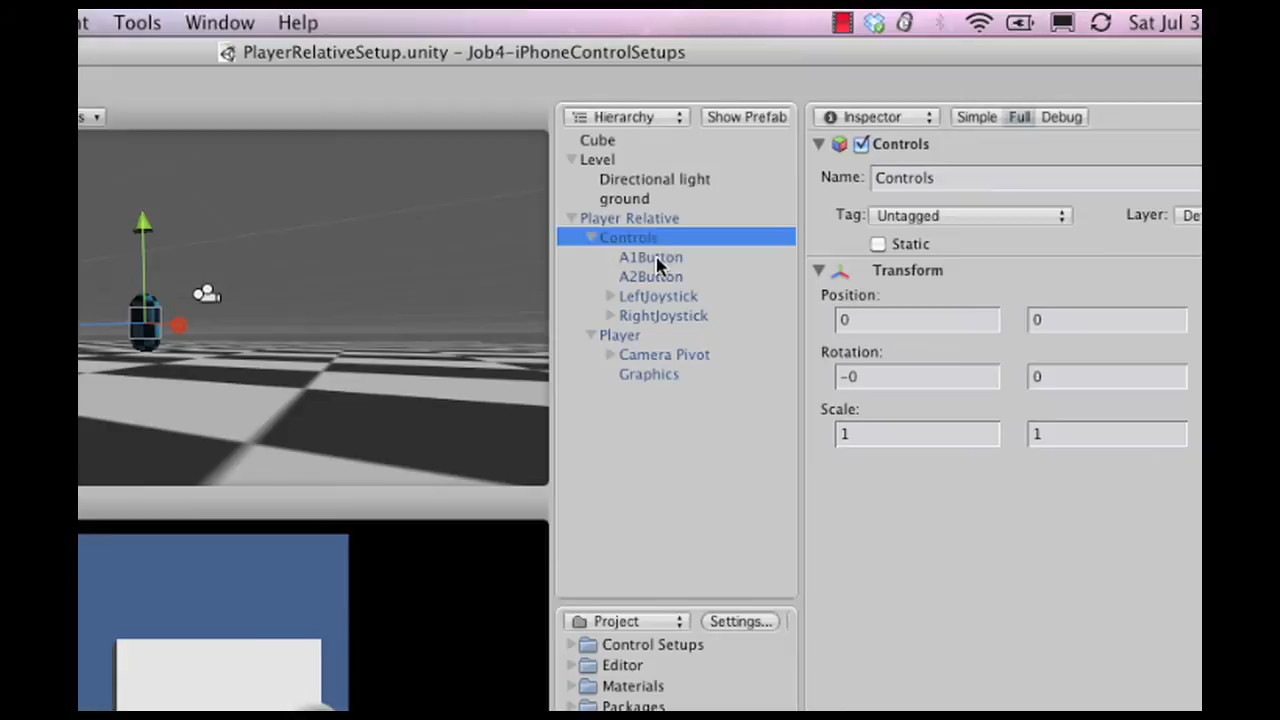 Tools Window Help Sat Jul 3
PlayerRelativeSetup.unity – Job4-iPhoneControlSetups
Hierarchy Show Prefab
Cube
Level
Directional light
ground
Player Relative
Controls
A1Button
A2Button
LeftJoystick
RightJoystick
Player
Camera Pivot
Graphics
Project Settings...
Control Setups
Editor
Materials
Packages
Inspector Simple Full Debug
Controls
Name: Controls
Tag: Untagged Layer:
Static
Transform
Position:
0 0
Rotation:
-0 0
Scale:
1 1